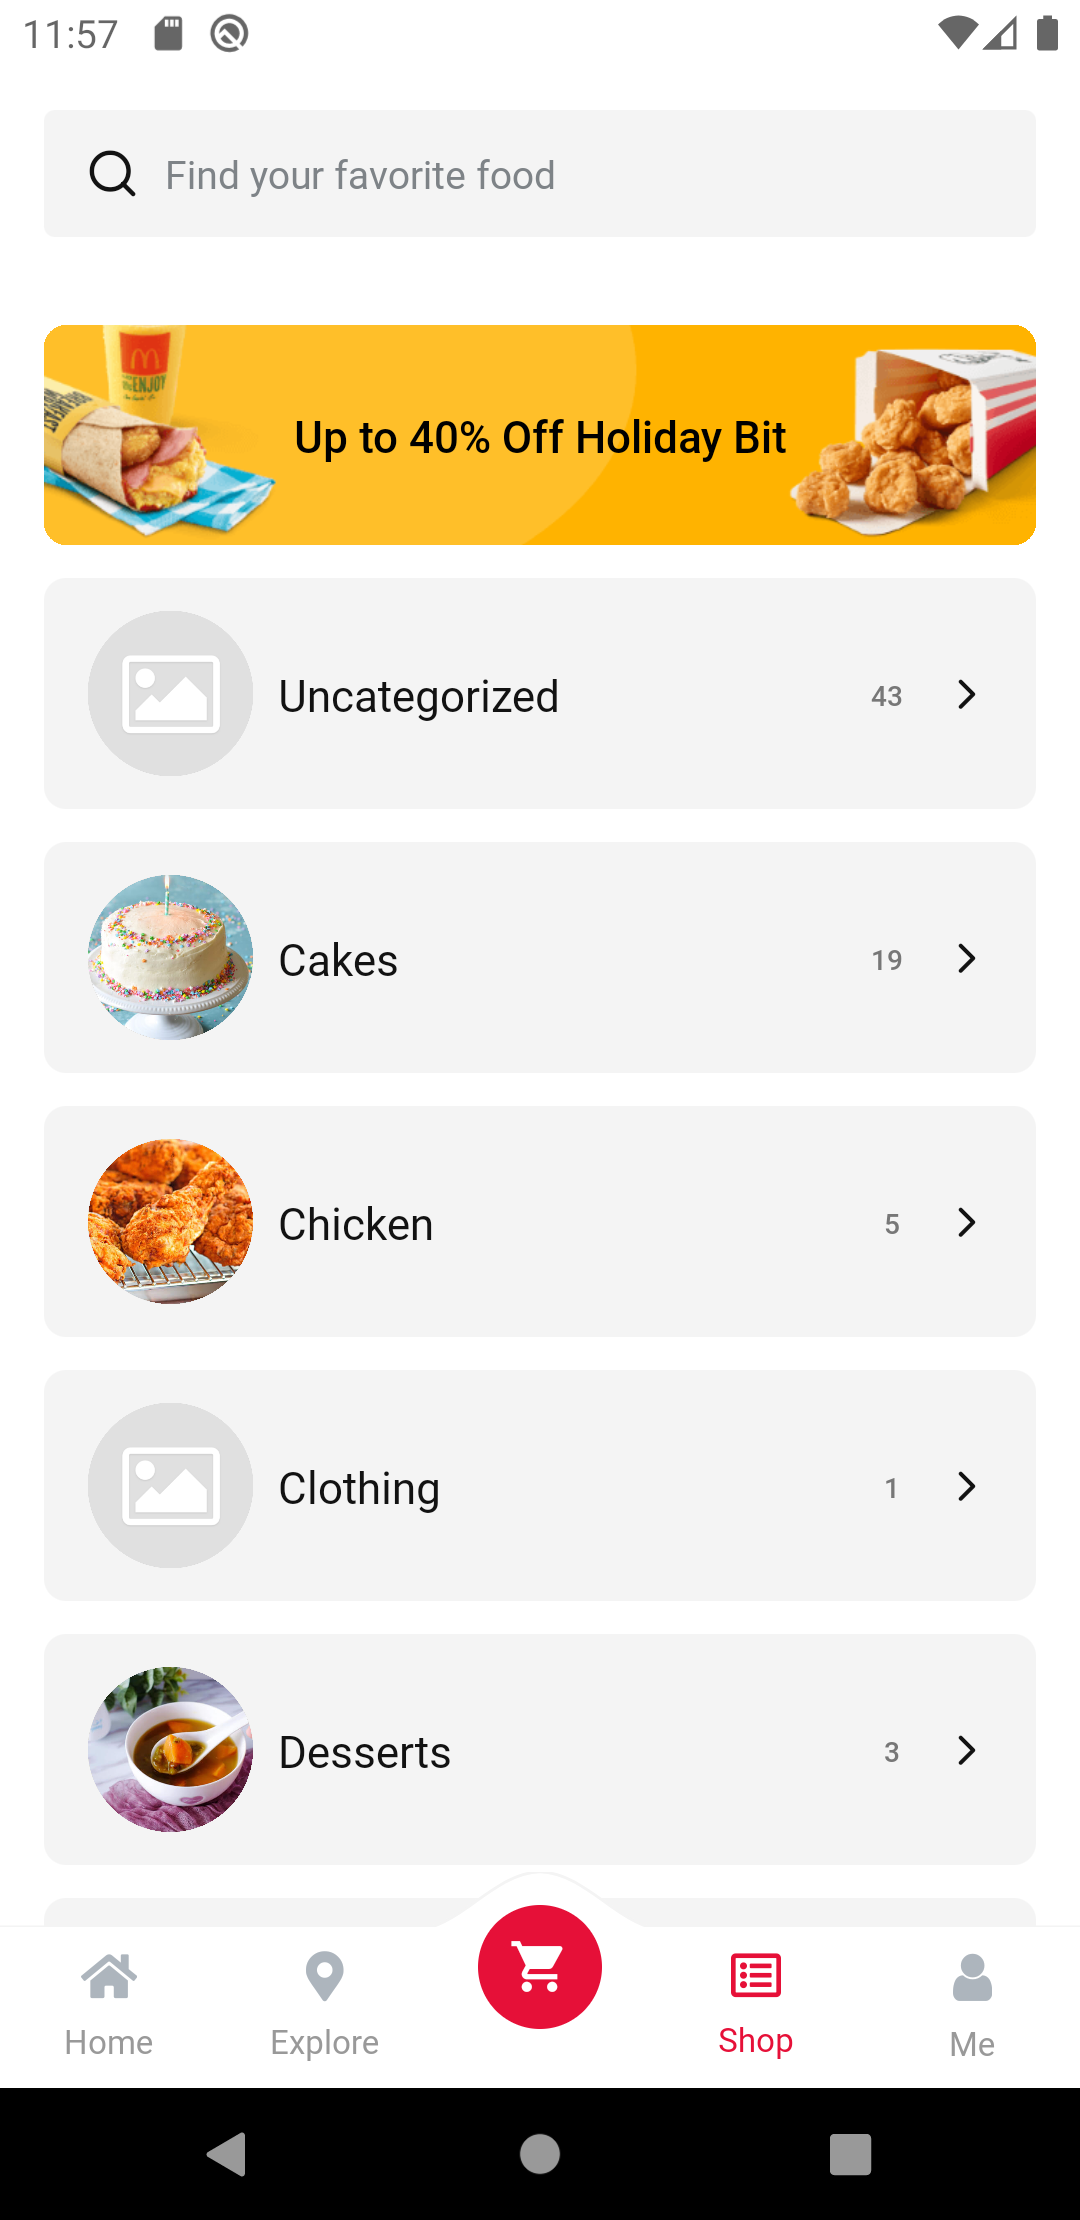 11:57
Find your favorite food
ENJOY
Up to 40% Off Holiday Bit
Uncategorized 43
Cakes 19
Chicken 5
Clothing 1
Desserts 3
Home Explore Shop Me